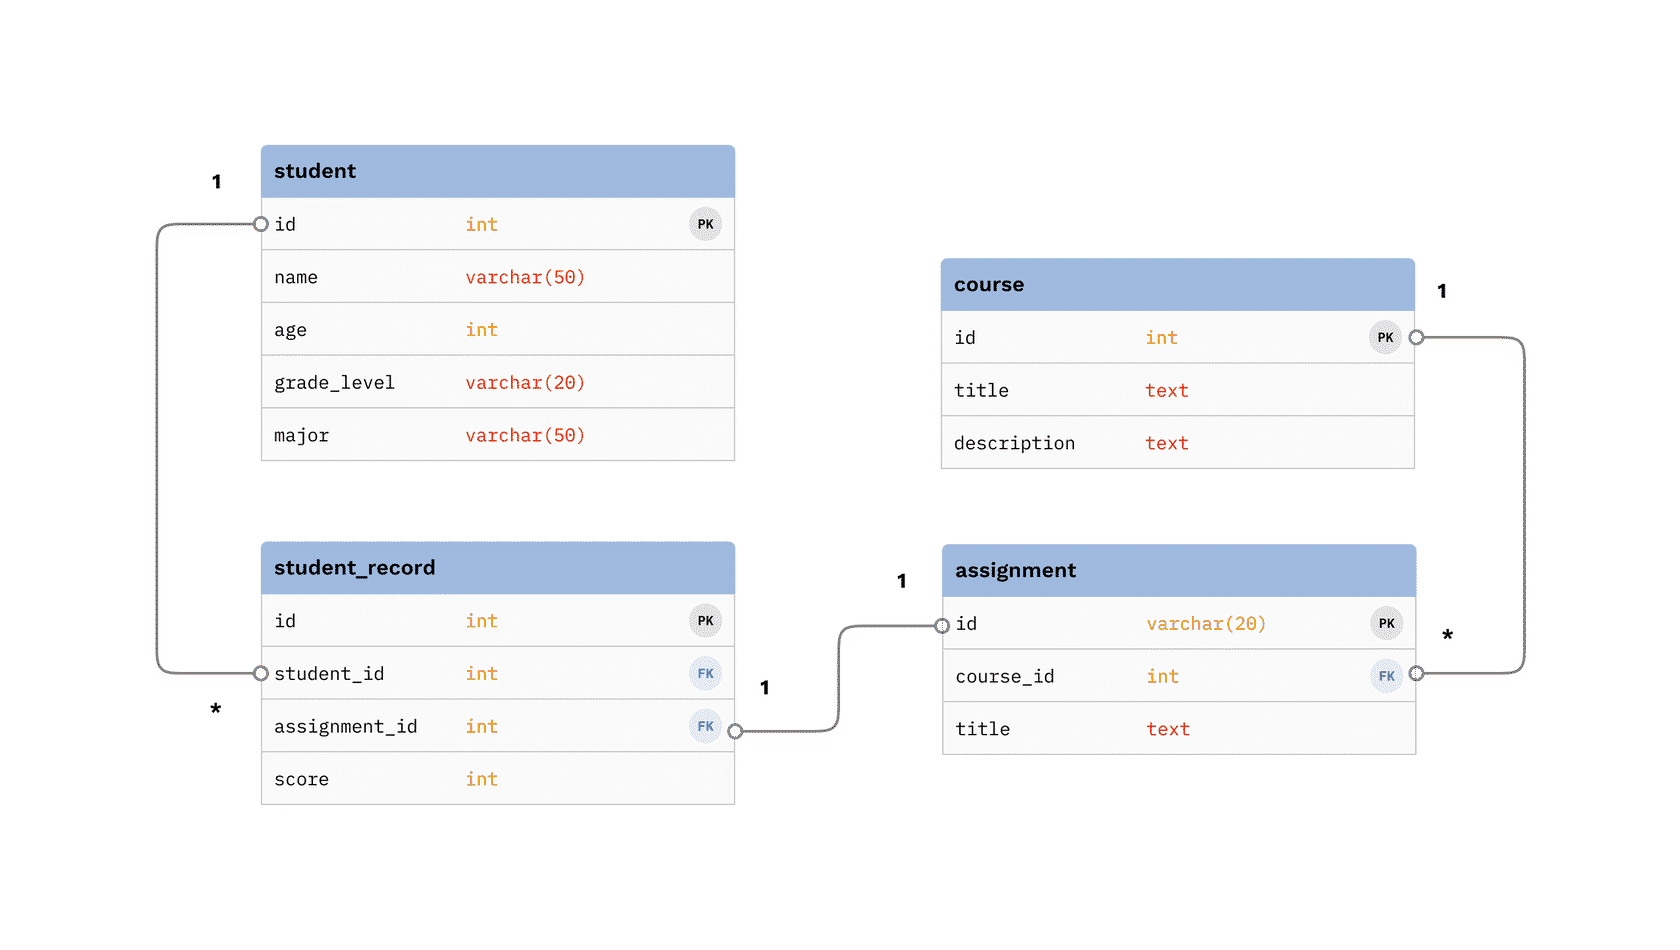 1
student
id int PK
name varchar(50)
age int
grade_level varchar(20)
major varchar(50)
course
1
id int PK
title text
description text
student_record
id int PK
student_id int FK
*
assignment_id int FK
1
score int
1
assignment
id varchar(20) PK
*
course_id int FK
title text